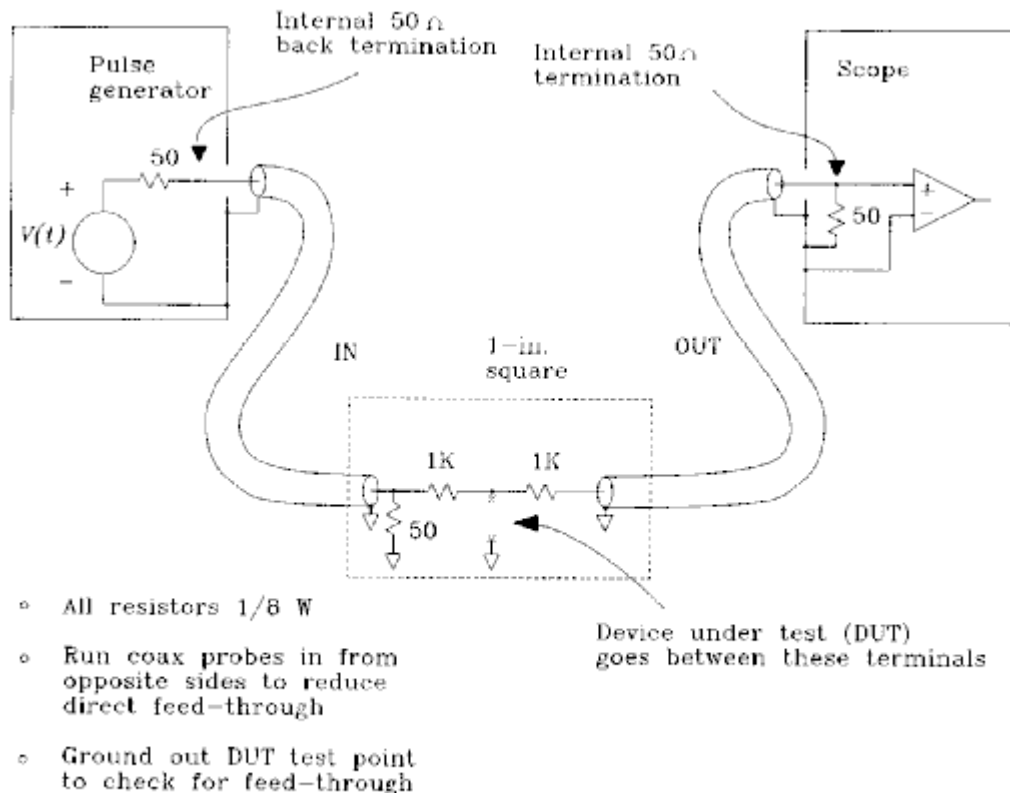 Internal 50Ω
back termination
Internal 50Ω
termination
Pulse
generator
Scope
50
+
V(t)
−
+
−
50
IN
1-in.
square
OUT
1K
1K
50
Device under test (DUT)
goes between these terminals
◦ All resistors 1/8 W
◦ Run coax probes in from
opposite sides to reduce
direct feed-through
◦ Ground out DUT test point
to check for feed-through